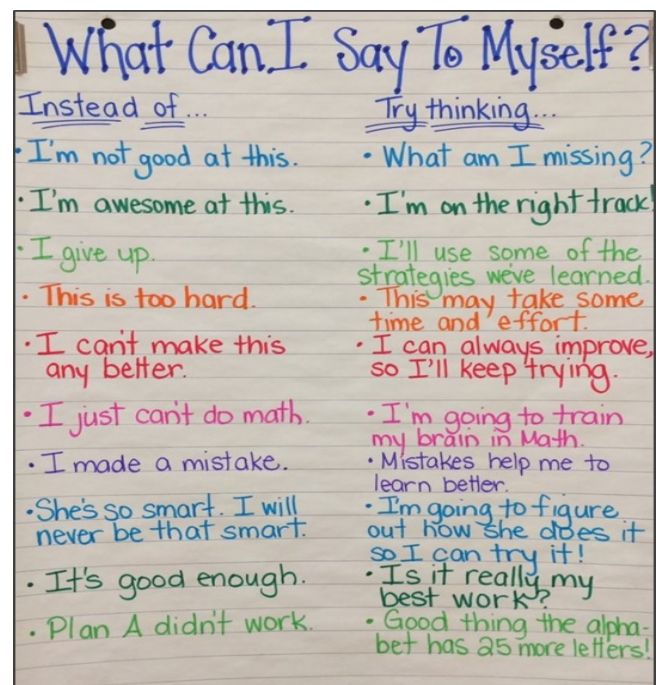 What Can I Say To Myself?
Instead of...
Try thinking...
• I'm not good at this.
• What am I missing?
• I'm awesome at this.
• I'm on the right track!
• I give up.
• I'll use some of the
strategies we've learned.
• This is too hard.
• This may take some
time and effort.
• I can't make this
any better.
• I can always improve,
so I'll keep trying.
• I just can't do math.
• I'm going to train
my brain in Math.
• I made a mistake.
• Mistakes help me to
learn better.
• She's so smart. I will
never be that smart.
• I'm going to figure
out how she does it
so I can try it!
• It's good enough.
• Is it really my
best work?
• Plan A didn't work.
• Good thing the alpha-
bet has 25 more letters!